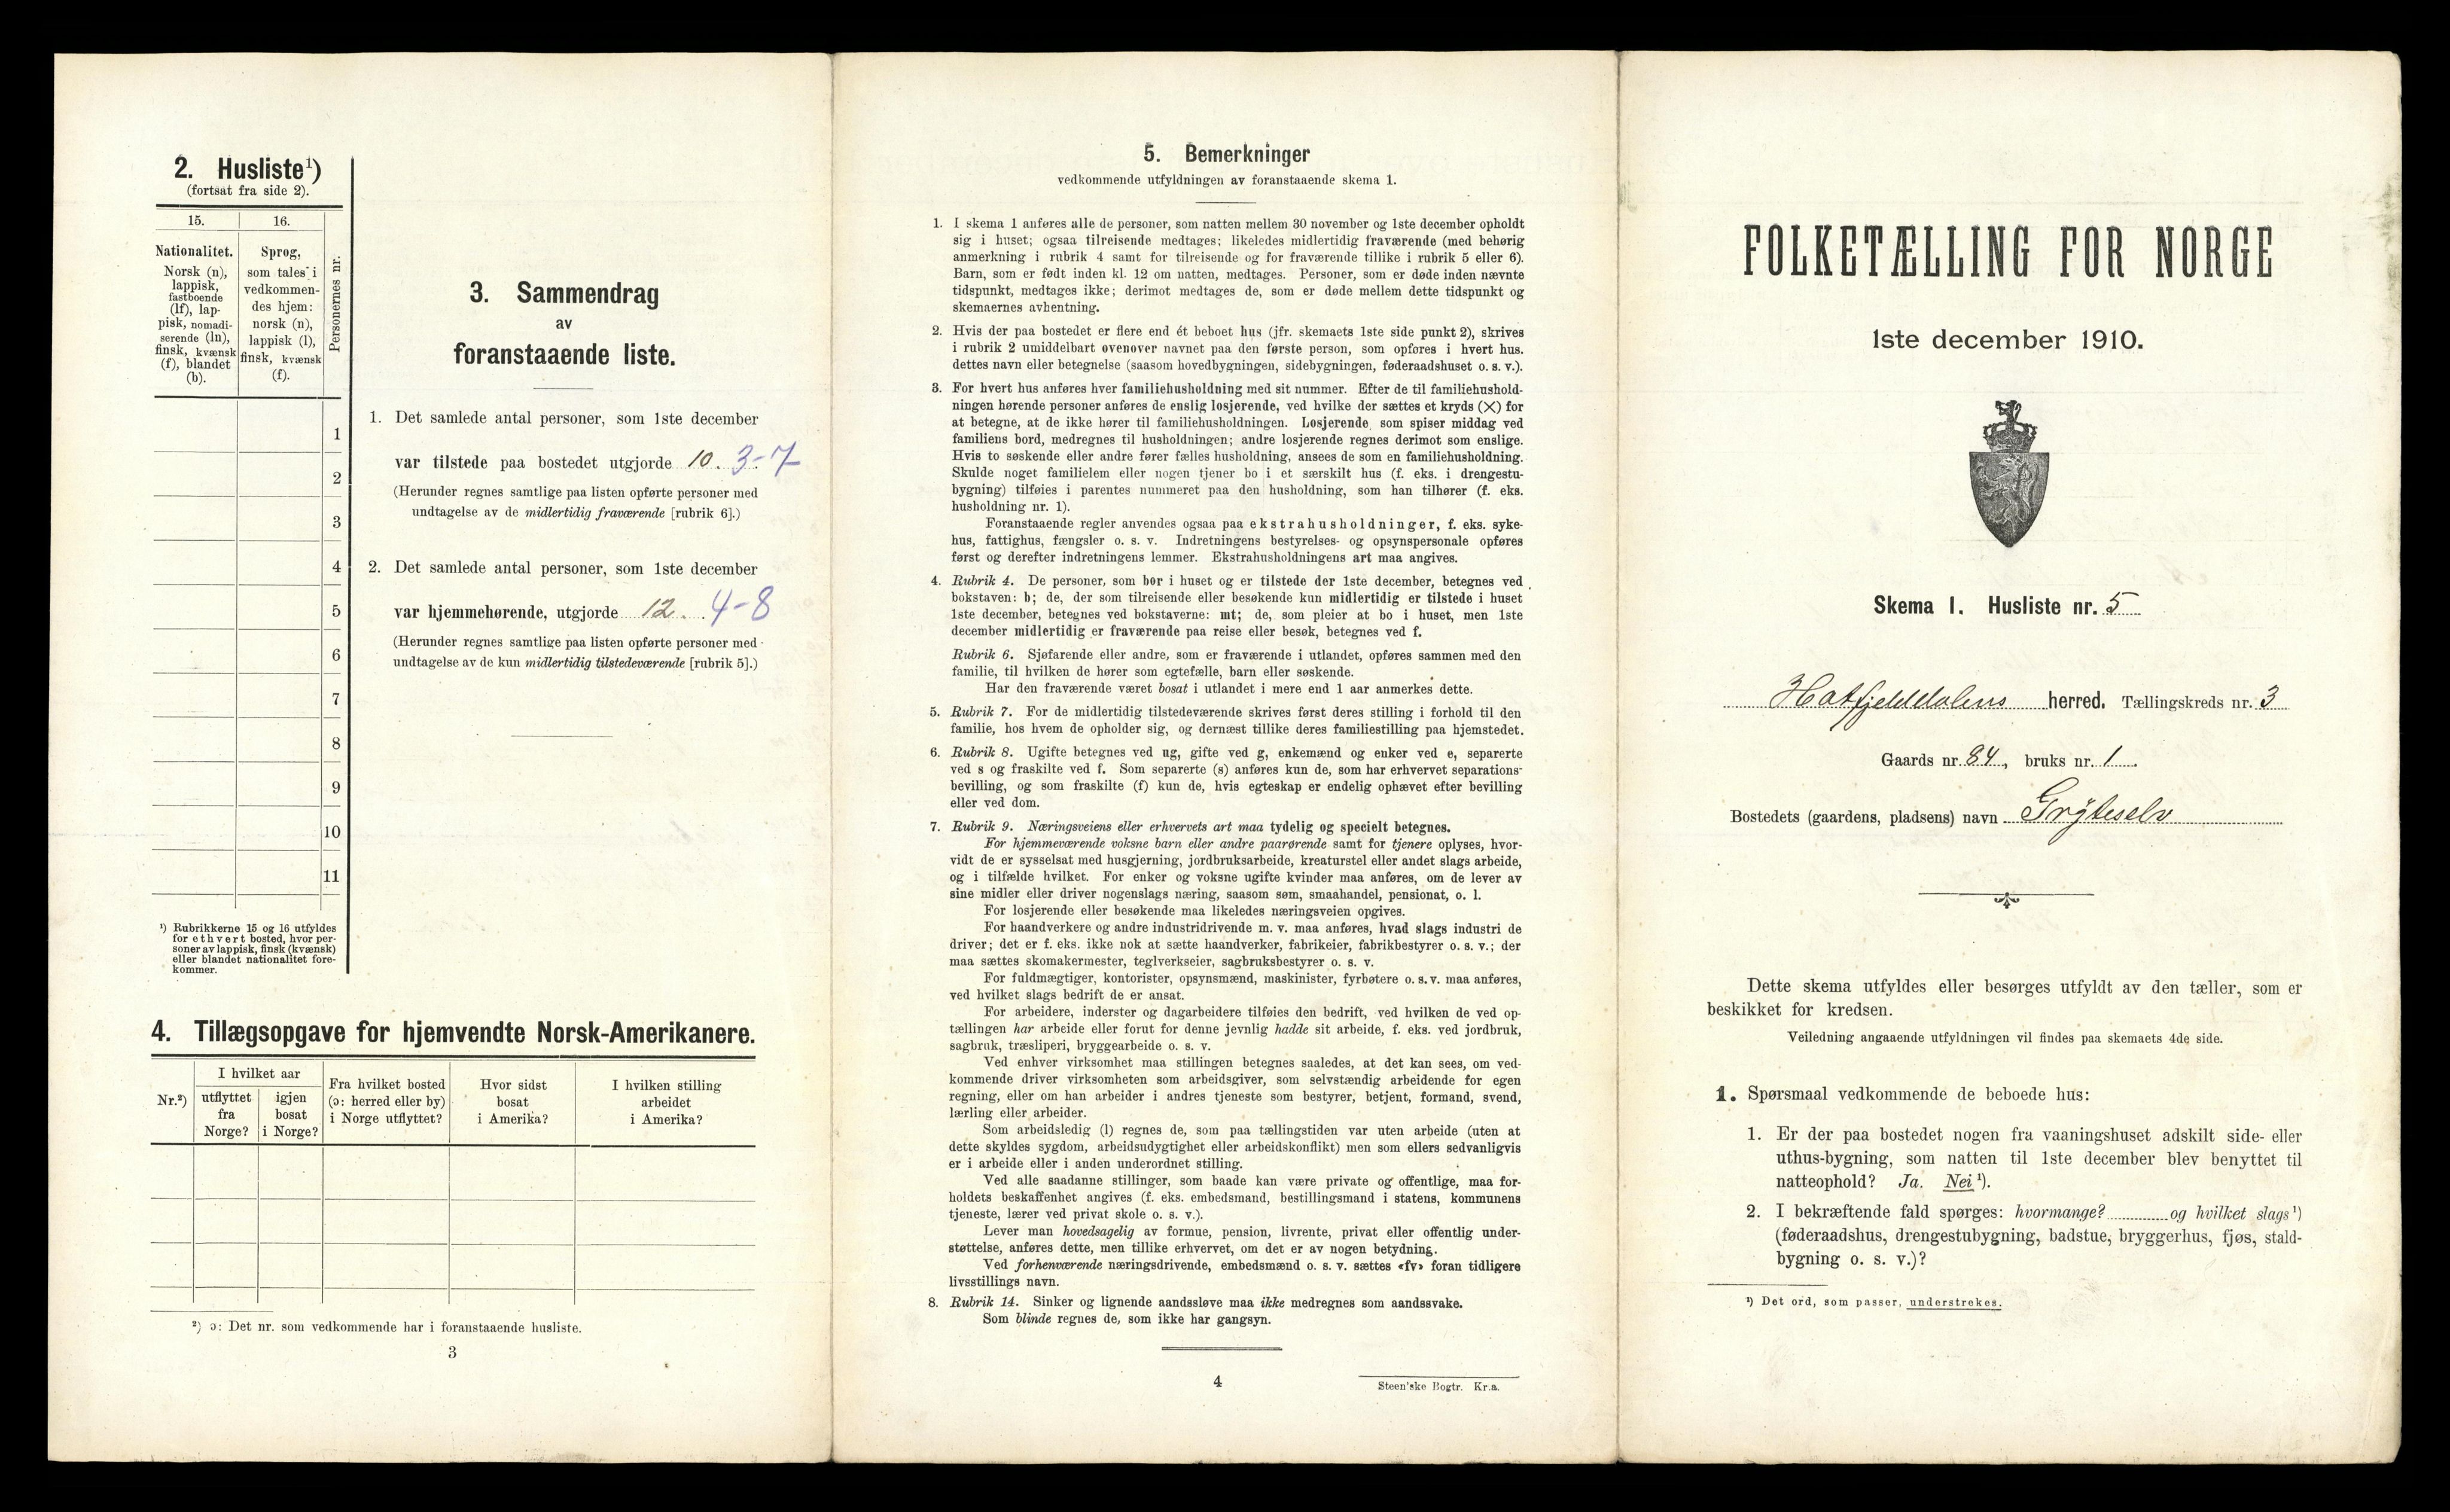 2. Husliste¹)
(fortsat fra side 2).
15. 16.
Nationalitet.
Norsk (n),
lappisk,
fastboende
(lf), lap-
pisk, nomadi-
serende (ln),
finsk, kvænsk
(f), blandet
(b).
Sprog,
som tales i
vedkommen-
des hjem:
norsk (n),
lappisk (l),
finsk, kvænsk
(f).
Personernes nr.
1
2
3
4
5
6
7
8
9
10
11
¹) Rubrikkerne 15 og 16 utfyldes
for ethvert bosted, hvor per-
soner av lappisk, finsk (kvænsk)
eller blandet nationalitet fore-
kommer.
3. Sammendrag
av
foranstaaende liste.
1. Det samlede antal personer, som 1ste december
var tilstede paa bostedet utgjorde 10. 3-7
(Herunder regnes samtlige paa listen opførte personer med
undtagelse av de midlertidig fraværende [rubrik 6].)
2. Det samlede antal personer, som 1ste december
var hjemmehørende, utgjorde 12. 4-8
(Herunder regnes samtlige paa listen opførte personer med
undtagelse av de kun midlertidig tilstedeværende [rubrik 5].)
4. Tillægsopgave for hjemvendte Norsk-Amerikanere.
Nr.²)
I hvilket aar
utflyttet
fra
Norge?
igjen
bosat
i Norge?
Fra hvilket bosted
(ɔ: herred eller by)
i Norge utflyttet?
Hvor sidst
bosat
i Amerika?
I hvilken stilling
arbeidet
i Amerika?
²) ɔ: Det nr. som vedkommende har i foranstaaende husliste.
3
5. Bemerkninger
vedkommende utfyldningen av foranstaaende skema 1.
1. I skema 1 anføres alle de personer, som natten mellem 30 november og 1ste december opholdt
sig i huset; ogsaa tilreisende medtages; likeledes midlertidig fraværende (med behørig
anmerkning i rubrik 4 samt for tilreisende og for fraværende tillike i rubrik 5 eller 6).
Barn, som er født inden kl. 12 om natten, medtages. Personer, som er døde inden nævnte
tidspunkt, medtages ikke; derimot medtages de, som er døde mellem dette tidspunkt og
skemaernes avhentning.
2. Hvis der paa bostedet er flere end ét beboet hus (jfr. skemaets 1ste side punkt 2), skrives
i rubrik 2 umiddelbart ovenover navnet paa den første person, som opføres i hvert hus.
dettes navn eller betegnelse (saasom hovedbygningen, sidebygningen, føderaadshuset o. s. v.).
3. For hvert hus anføres hver familiehusholdning med sit nummer. Efter de til familiehushold-
ningen hørende personer anføres de enslig losjerende, ved hvilke der sættes et kryds (×) for
at betegne, at de ikke hører til familiehusholdningen. Losjerende som spiser middag ved
familiens bord, medregnes til husholdningen; andre losjerende regnes derimot som enslige.
Hvis to søskende eller andre fører fælles husholdning, ansees de som en familiehusholdning.
Skulde noget familielem eller nogen tjener bo i et særskilt hus (f. eks. i drengestu-
bygning) tilføies i parentes nummeret paa den husholdning, som han tilhører (f. eks.
husholdning nr. 1).
Foranstaaende regler anvendes ogsaa paa ekstrahusholdninger, f. eks. syke-
hus, fattighus, fængsler o. s. v. Indretningens bestyrelses- og opsynspersonale opføres
først og derefter indretningens lemmer. Ekstrahusholdningens art maa angives.
4. Rubrik 4. De personer, som bor i huset og er tilstede der 1ste december, betegnes ved
bokstaven: b; de, der som tilreisende eller besøkende kun midlertidig er tilstede i huset
1ste december, betegnes ved bokstaverne: mt; de, som pleier at bo i huset, men 1ste
december midlertidig er fraværende paa reise eller besøk, betegnes ved f.
Rubrik 6. Sjøfarende eller andre, som er fraværende i utlandet, opføres sammen med den
familie, til hvilken de hører som egtefælle, barn eller søskende.
Har den fraværende været bosat i utlandet i mere end 1 aar anmerkes dette.
5. Rubrik 7. For de midlertidig tilstedeværende skrives først deres stilling i forhold til den
familie, hos hvem de opholder sig, og dernæst tillike deres familiestilling paa hjemstedet.
6. Rubrik 8. Ugifte betegnes ved ug, gifte ved g, enkemænd og enker ved e, separerte
ved s og fraskilte ved f. Som separerte (s) anføres kun de, som har erhvervet separations-
bevilling, og som fraskilte (f) kun de, hvis egteskap er endelig ophævet efter bevilling
eller ved dom.
7. Rubrik 9. Næringsveiens eller erhvervets art maa tydelig og specielt betegnes.
For hjemmeværende voksne barn eller andre paarørende samt for tjenere oplyses, hvor-
vidt de er sysselsat med husgjerning, jordbruksarbeide, kreaturstel eller andet slags arbeide,
og i tilfælde hvilket. For enker og voksne ugifte kvinder maa anføres, om de lever av
sine midler eller driver nogenslags næring, saasom søm, smaahandel, pensionat, o. l.
For losjerende eller besøkende maa likeledes næringsveien opgives.
For haandverkere og andre industridrivende m. v. maa anføres, hvad slags industri de
driver; det er f. eks. ikke nok at sætte haandverker, fabrikeier, fabrikbestyrer o. s. v.; der
maa sættes skomakermester, teglverkseier, sagbruksbestyrer o. s. v.
For fuldmægtiger, kontorister, opsynsmænd, maskinister, fyrbøtere o. s. v. maa anføres,
ved hvilket slags bedrift de er ansat.
For arbeidere, inderster og dagarbeidere tilføies den bedrift, ved hvilken de ved op-
tællingen har arbeide eller forut for denne jevnlig hadde sit arbeide, f. eks. ved jordbruk,
sagbruk, træsliperi, bryggearbeide o. s. v.
Ved enhver virksomhet maa stillingen betegnes saaledes, at det kan sees, om ved-
kommende driver virksomheten som arbeidsgiver, som selvstændig arbeidende for egen
regning, eller om han arbeider i andres tjeneste som bestyrer, betjent, formand, svend,
lærling eller arbeider.
Som arbeidsledig (l) regnes de, som paa tællingstiden var uten arbeide (uten at
dette skyldes sygdom, arbeidsudygtighet eller arbeidskonflikt) men som ellers sedvanligvis
er i arbeide eller i anden underordnet stilling.
Ved alle saadanne stillinger, som baade kan være private og offentlige, maa for-
holdets beskaffenhet angives (f. eks. embedsmand, bestillingsmand i statens, kommunens
tjeneste, lærer ved privat skole o. s. v.).
Lever man hovedsagelig av formue, pension, livrente, privat eller offentlig under-
støttelse, anføres dette, men tillike erhvervet, om det er av nogen betydning.
Ved forhenværende næringsdrivende, embedsmænd o. s. v. sættes «fv» foran tidligere
livsstillings navn.
8. Rubrik 14. Sinker og lignende aandssløve maa ikke medregnes som aandssvake.
Som blinde regnes de, som ikke har gangsyn.
4
Steen'ske Bogtr. Kr.a.
FOLKETÆLLING FOR NORGE
1ste december 1910.
Skema I. Husliste nr. 5
Hatfjelddalens herred. Tællingskreds nr. 3
Gaards nr. 84, bruks nr. 1
Bostedets (gaardens, pladsens) navn Grÿteselv
Dette skema utfyldes eller besørges utfyldt av den tæller, som er
beskikket for kredsen.
Veiledning angaaende utfyldningen vil findes paa skemaets 4de side.
1. Spørsmaal vedkommende de beboede hus:
1. Er der paa bostedet nogen fra vaaningshuset adskilt side- eller
uthus-bygning, som natten til 1ste december blev benyttet til
natteophold? Ja. Nei¹).
2. I bekræftende fald spørges: hvormange? og hvilket slags¹)
(føderaadshus, drengestubygning, badstue, bryggerhus, fjøs, stald-
bygning o. s. v.)?
¹) Det ord, som passer, understrekes.